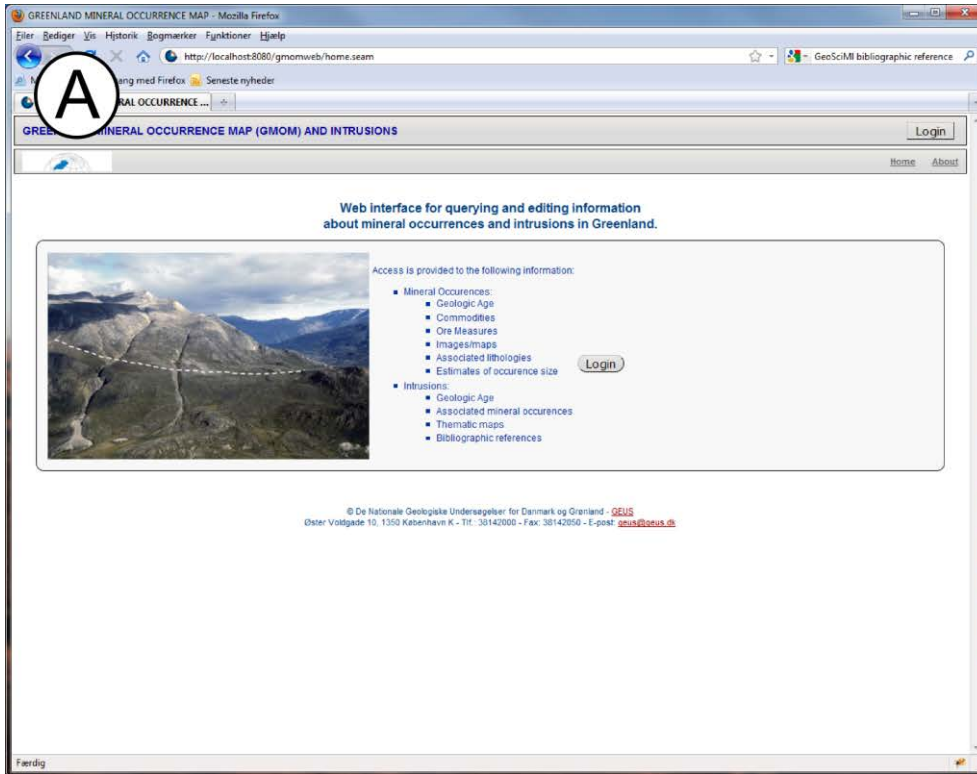 GREENLAND MINERAL OCCURRENCE MAP - Mozilla Firefox
Filer Rediger Vis Historik Bogmærker Funktioner Hjælp
http://localhost:8080/gmomweb/home.seam
GeoSciMl bibliographic reference
A
ang med Firefox Seneste nyheder
RAL OCCURRENCE ...
GREE INERAL OCCURRENCE MAP (GMOM) AND INTRUSIONS Login
Home About
Web interface for querying and editing information
about mineral occurrences and intrusions in Greenland.
Access is provided to the following information:
Mineral Occurences:
Geologic Age
Commodities
Ore Measures
Images/maps
Associated lithologies
Estimates of occurence size
Login
Intrusions:
Geologic Age
Associated mineral occurences
Thematic maps
Bibliographic references
© De Nationale Geologiske Undersøgelser for Danmark og Grønland - GEUS
Øster Voldgade 10, 1350 København K - Tlf.: 38142000 - Fax: 38142050 - E-post: geus@geus.dk
Færdig